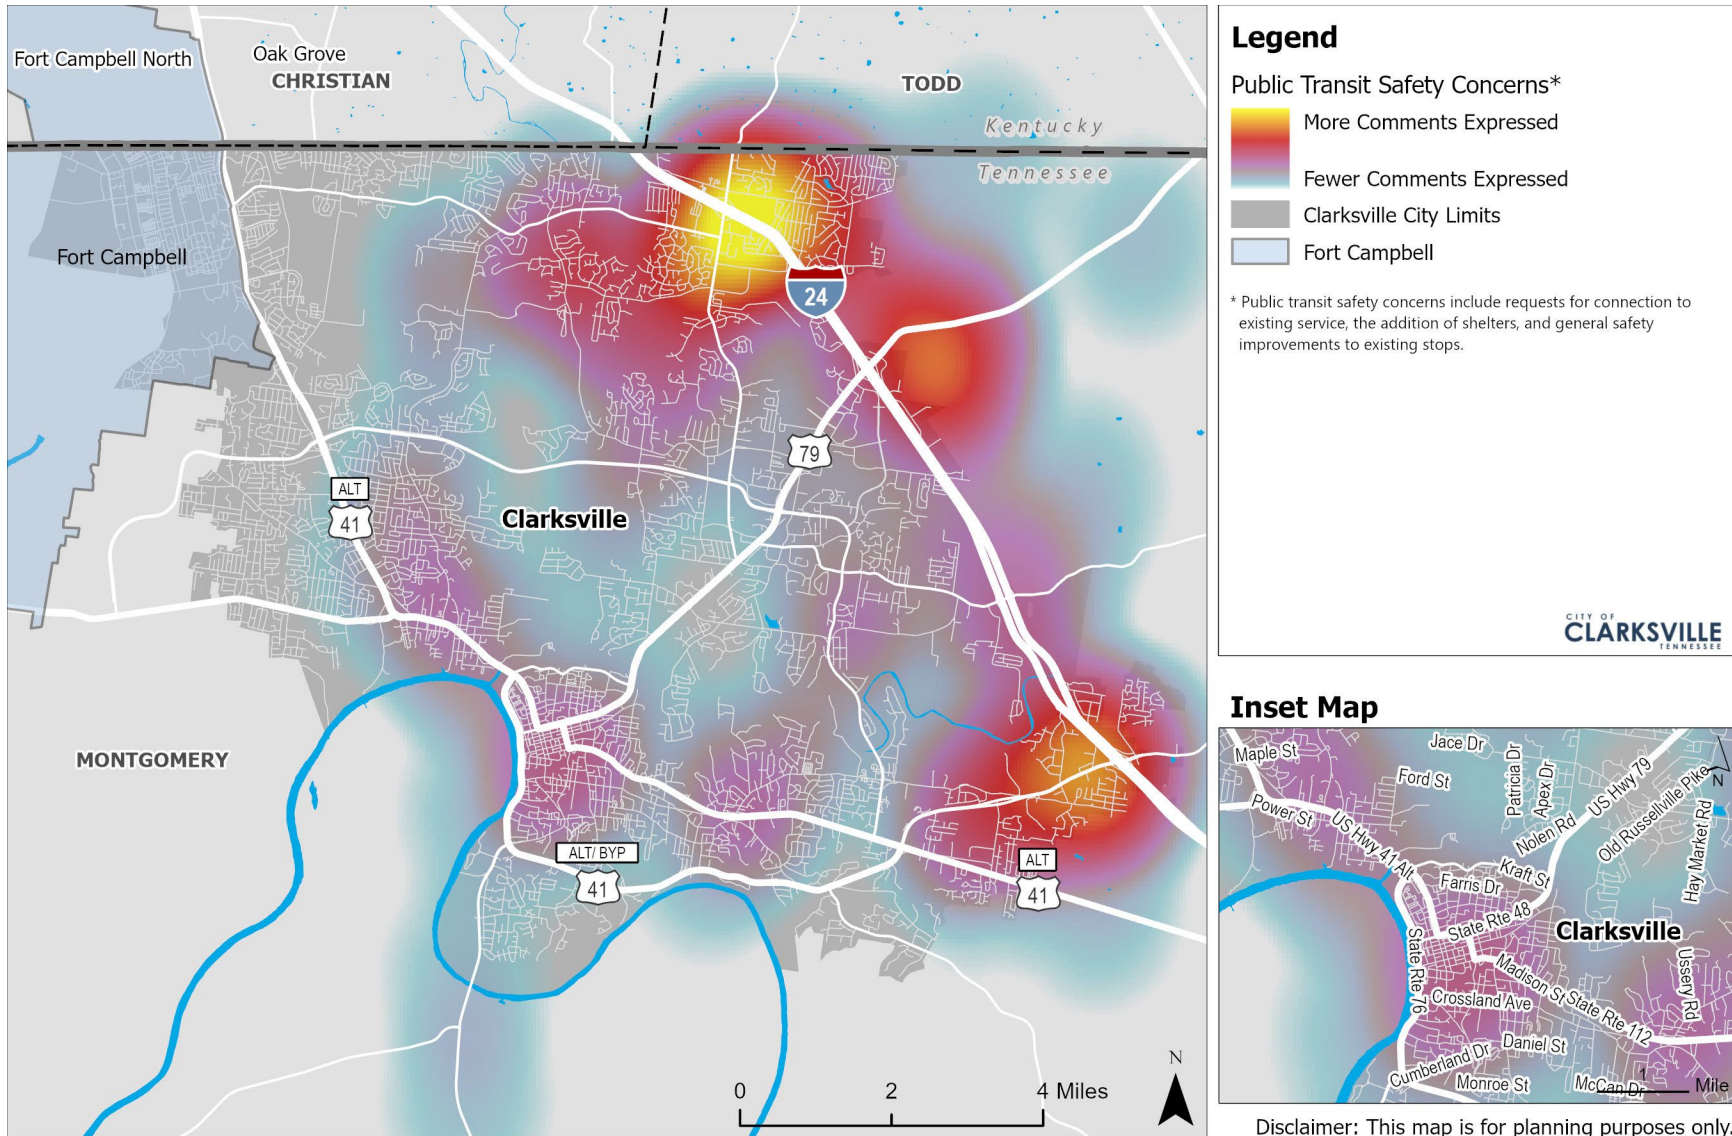 Fort Campbell North
Oak Grove
CHRISTIAN
TODD
Kentucky
Tennessee
Fort Campbell
24
79
ALT
41
Clarksville
MONTGOMERY
ALT/ BYP
41
ALT
41
N
0 2 4 Miles
Legend
Public Transit Safety Concerns*
More Comments Expressed
Fewer Comments Expressed
Clarksville City Limits
Fort Campbell
* Public transit safety concerns include requests for connection to
existing service, the addition of shelters, and general safety
improvements to existing stops.
CITY OF
CLARKSVILLE
TENNESSEE
Inset Map
Maple St
Jace Dr
Ford St
Patricia Dr
Apex Dr
US Hwy 79
Old Russellville Pike
N
Hay Market Rd
Power St
US Hwy 41 Alt
Nolen Rd
Kraft St
Farris Dr
State Rte 48
Clarksville
State Rte 76
Madison St
State Rte 112
Ussery Rd
Crossland Ave
Daniel St
Cumberland Dr
Monroe St
McCan Dr
1
Mile
Disclaimer: This map is for planning purposes only.